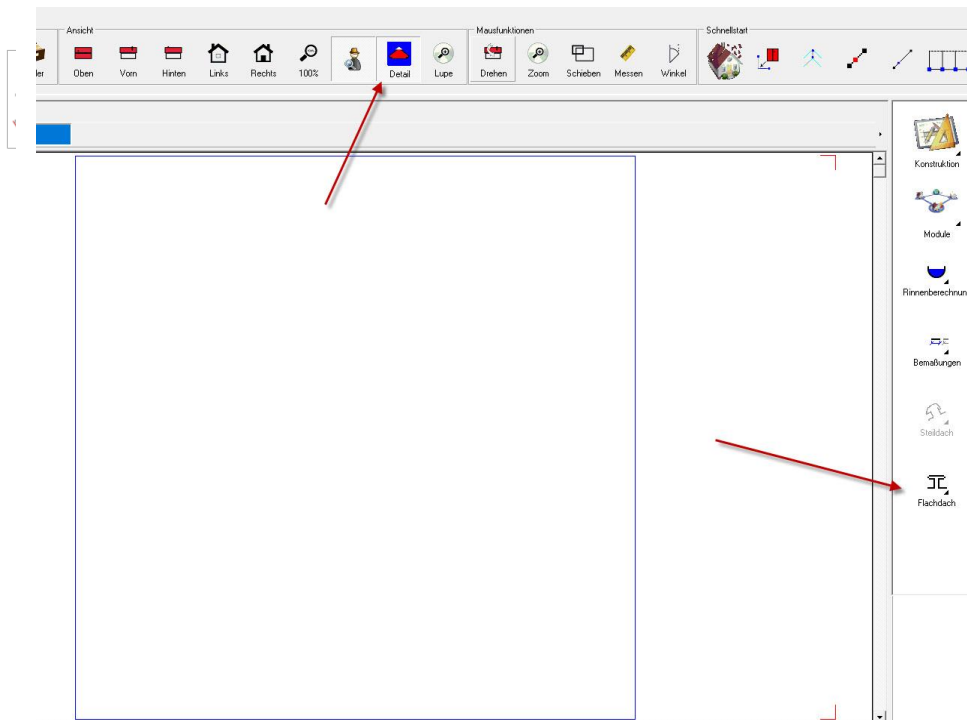 Ansicht
Mausfunktionen
Schnellstart
Oben
Vorn
Hinten
Links
Rechts
100%
Detail
Lupe
Drehen
Zoom
Schieben
Messen
Winkel
Konstruktion
Module
Rinnenberechnun
Bemaßungen
Steildach
Flachdach